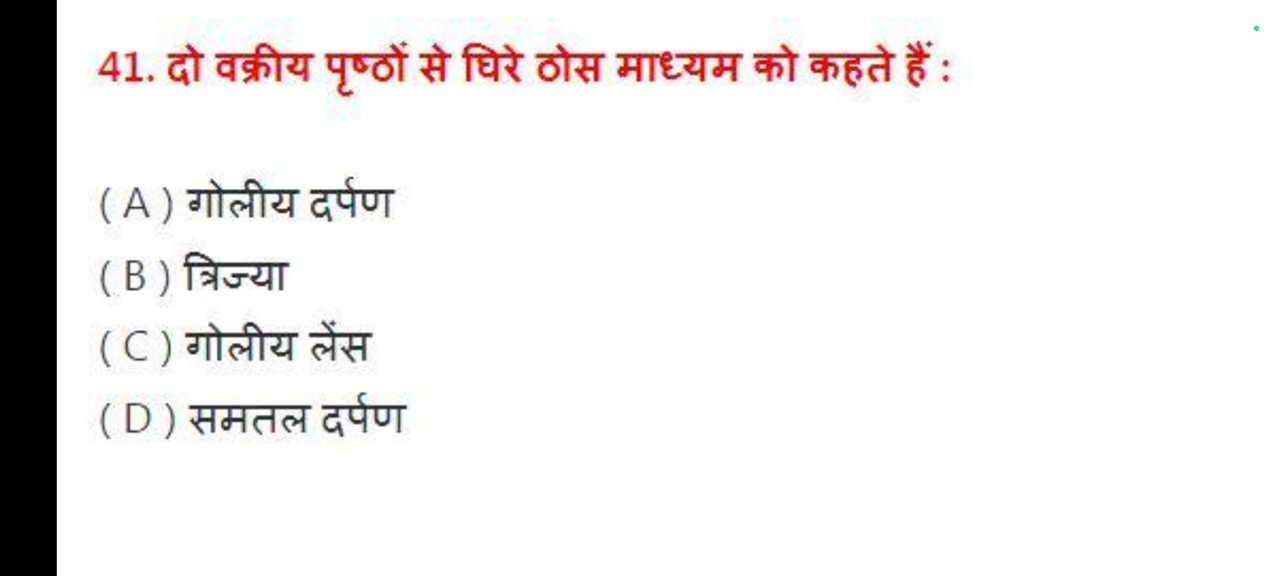 41. दो वक्रीय पृष्ठों से घिरे ठोस माध्यम को कहते हैं :
( A ) गोलीय दर्पण
( B ) त्रिज्या
( C ) गोलीय लेंस
( D ) समतल दर्पण